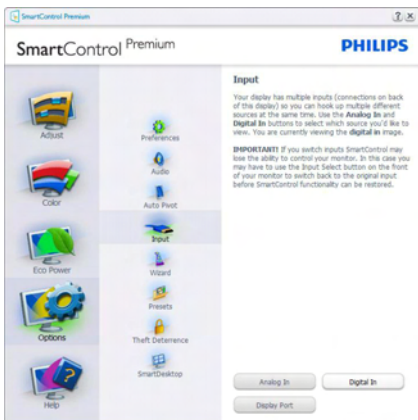 SmartControl Premium
SmartControl Premium
PHILIPS
Adjust
Color
Eco Power
Options
Help
Preferences
Audio
Auto Pivot
Input
Wizard
Presets
Theft Deterrence
SmartDesktop
Input
Your display has multiple inputs (connections on back
of this display) so you can hook up multiple different
sources at the same time. Use the Analog In and
Digital In buttons to select which source you'd like to
view. You are currently viewing the digital in image.
IMPORTANT! If you switch inputs SmartControl may
lose the ability to control your monitor. In this case you
may have to use the Input Select button on the front
of your monitor to switch back to the original input
before SmartControl functionality can be restored.
Analog In
Digital In
Display Port